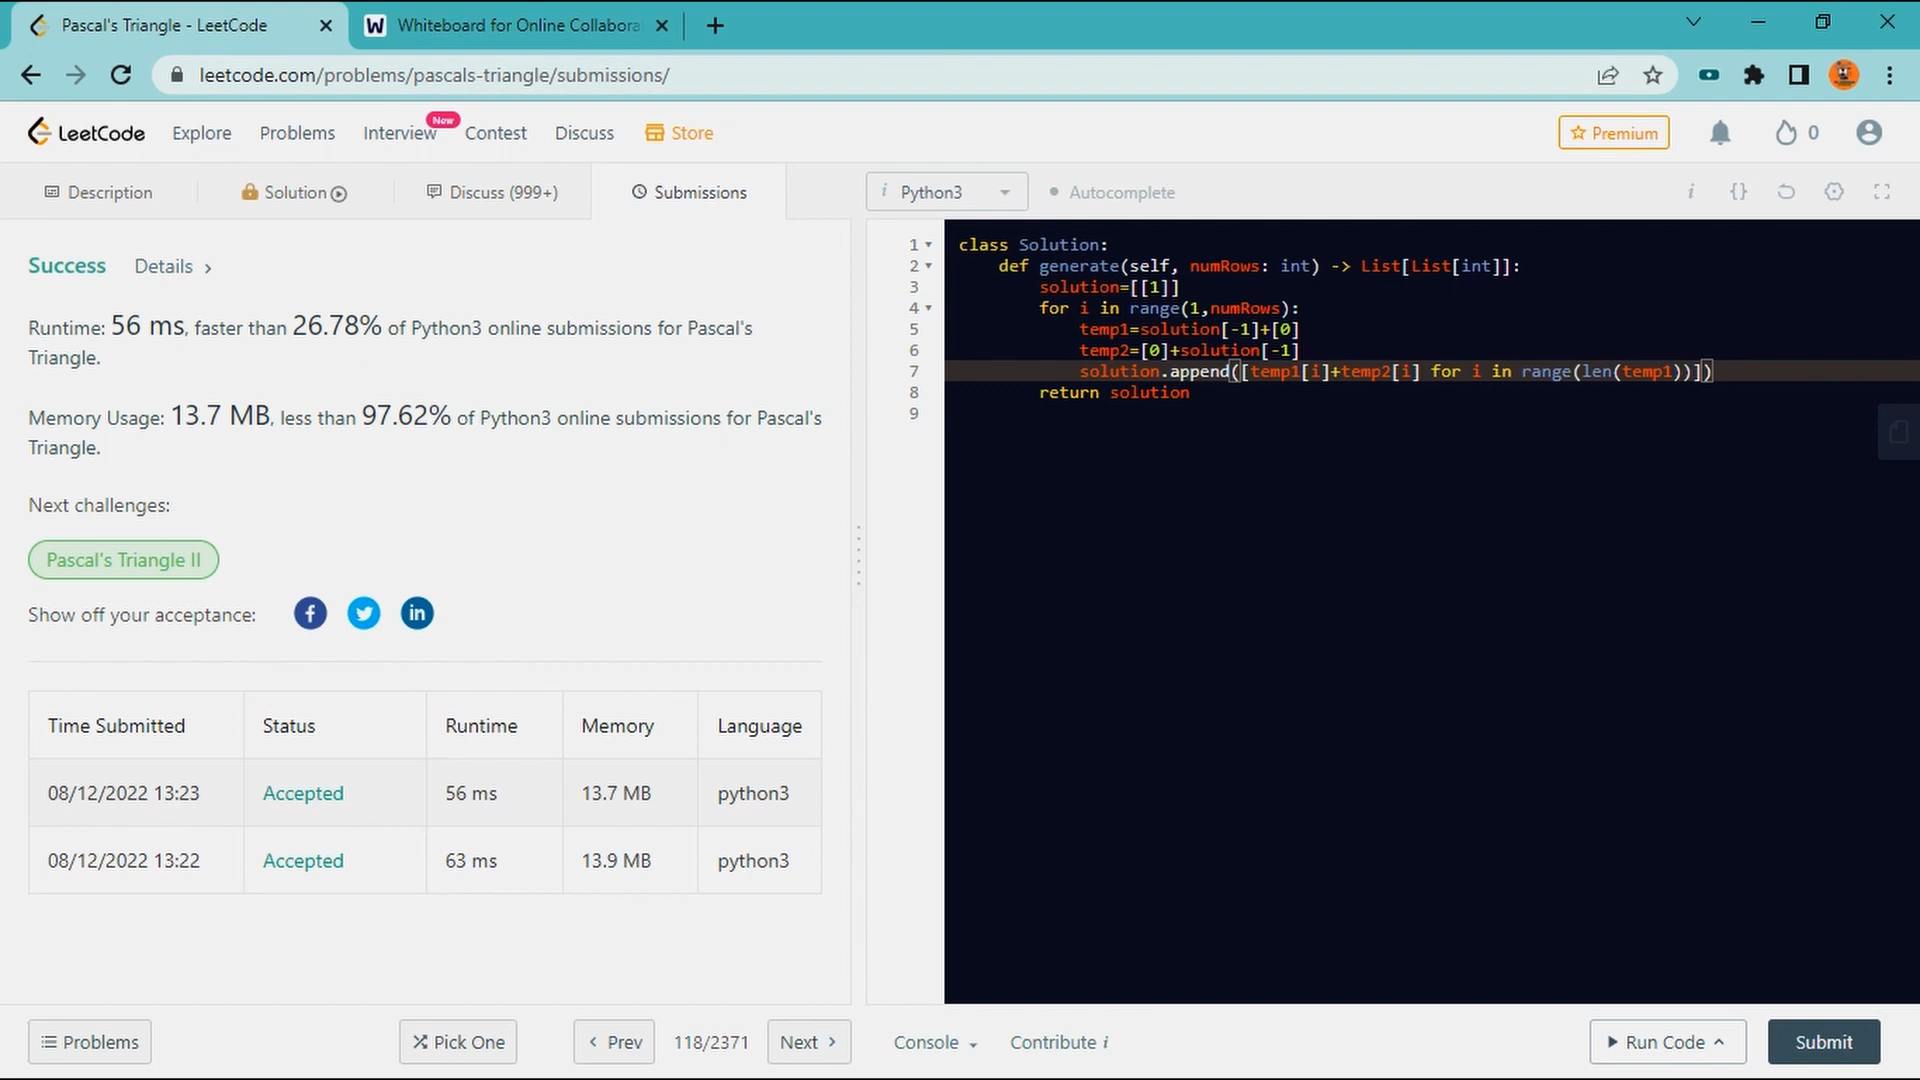 Pascal's Triangle - LeetCode
Whiteboard for Online Collabora
leetcode.com/problems/pascals-triangle/submissions/
LeetCode
Explore
Problems
Interview
New
Contest
Discuss
Store
Premium
0
Description
Solution
Discuss (999+)
Submissions
i Python3
Autocomplete
i {}
Success
Details
Runtime: 56 ms, faster than 26.78% of Python3 online submissions for Pascal's
Triangle.
Memory Usage: 13.7 MB, less than 97.62% of Python3 online submissions for Pascal's
Triangle.
Next challenges:
Pascal's Triangle II
Show off your acceptance:
f
in
Time Submitted Status Runtime Memory Language
08/12/2022 13:23 Accepted 56 ms 13.7 MB python3
08/12/2022 13:22 Accepted 63 ms 13.9 MB python3
1 class Solution:
2 def generate(self, numRows: int) -> List[List[int]]:
3 solution=[[1]]
4 for i in range(1,numRows):
5 temp1=solution[-1]+[0]
6 temp2=[0]+solution[-1]
7 solution.append([temp1[i]+temp2[i] for i in range(len(temp1))])
8 return solution
9
Problems
Pick One
Prev
118/2371
Next
Console
Contribute i
Run Code
Submit